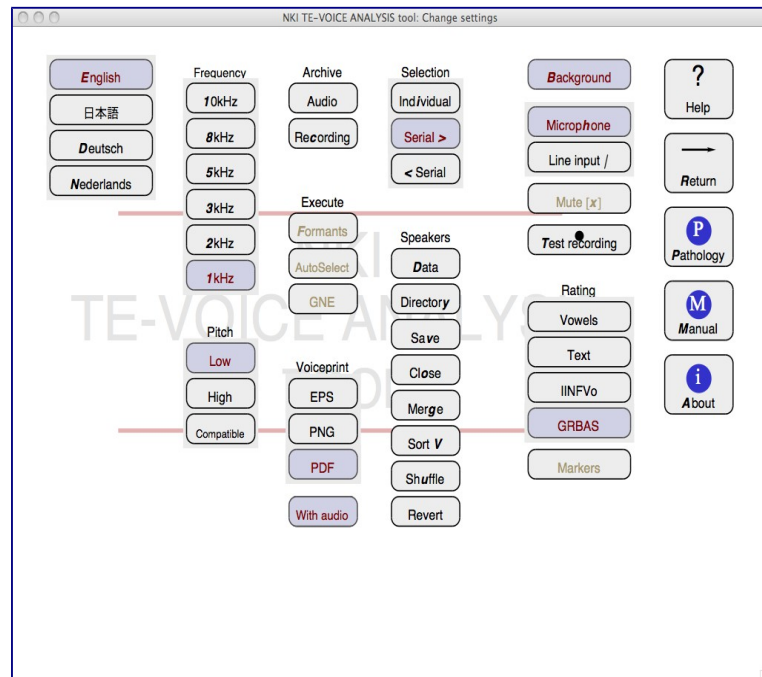 NKI TE-VOICE ANALYSIS tool: Change settings
English
日本語
Deutsch
Nederlands
Frequency
10kHz
8kHz
5kHz
3kHz
2kHz
1kHz
Pitch
Low
High
Compatible
Archive
Audio
Recording
Execute
Formants
AutoSelect
GNE
Voiceprint
EPS
PNG
PDF
With audio
Selection
Individual
Serial >
< Serial
Speakers
Data
Directory
Save
Close
Merge
Sort V
Shuffle
Revert
Background
Microphone
Line input /
Mute [x]
Test recording
Rating
Vowels
Text
IINFVo
GRBAS
Markers
?
Help
Return
P
Pathology
M
Manual
i
About
NKI
TE-VOICE ANALYSIS